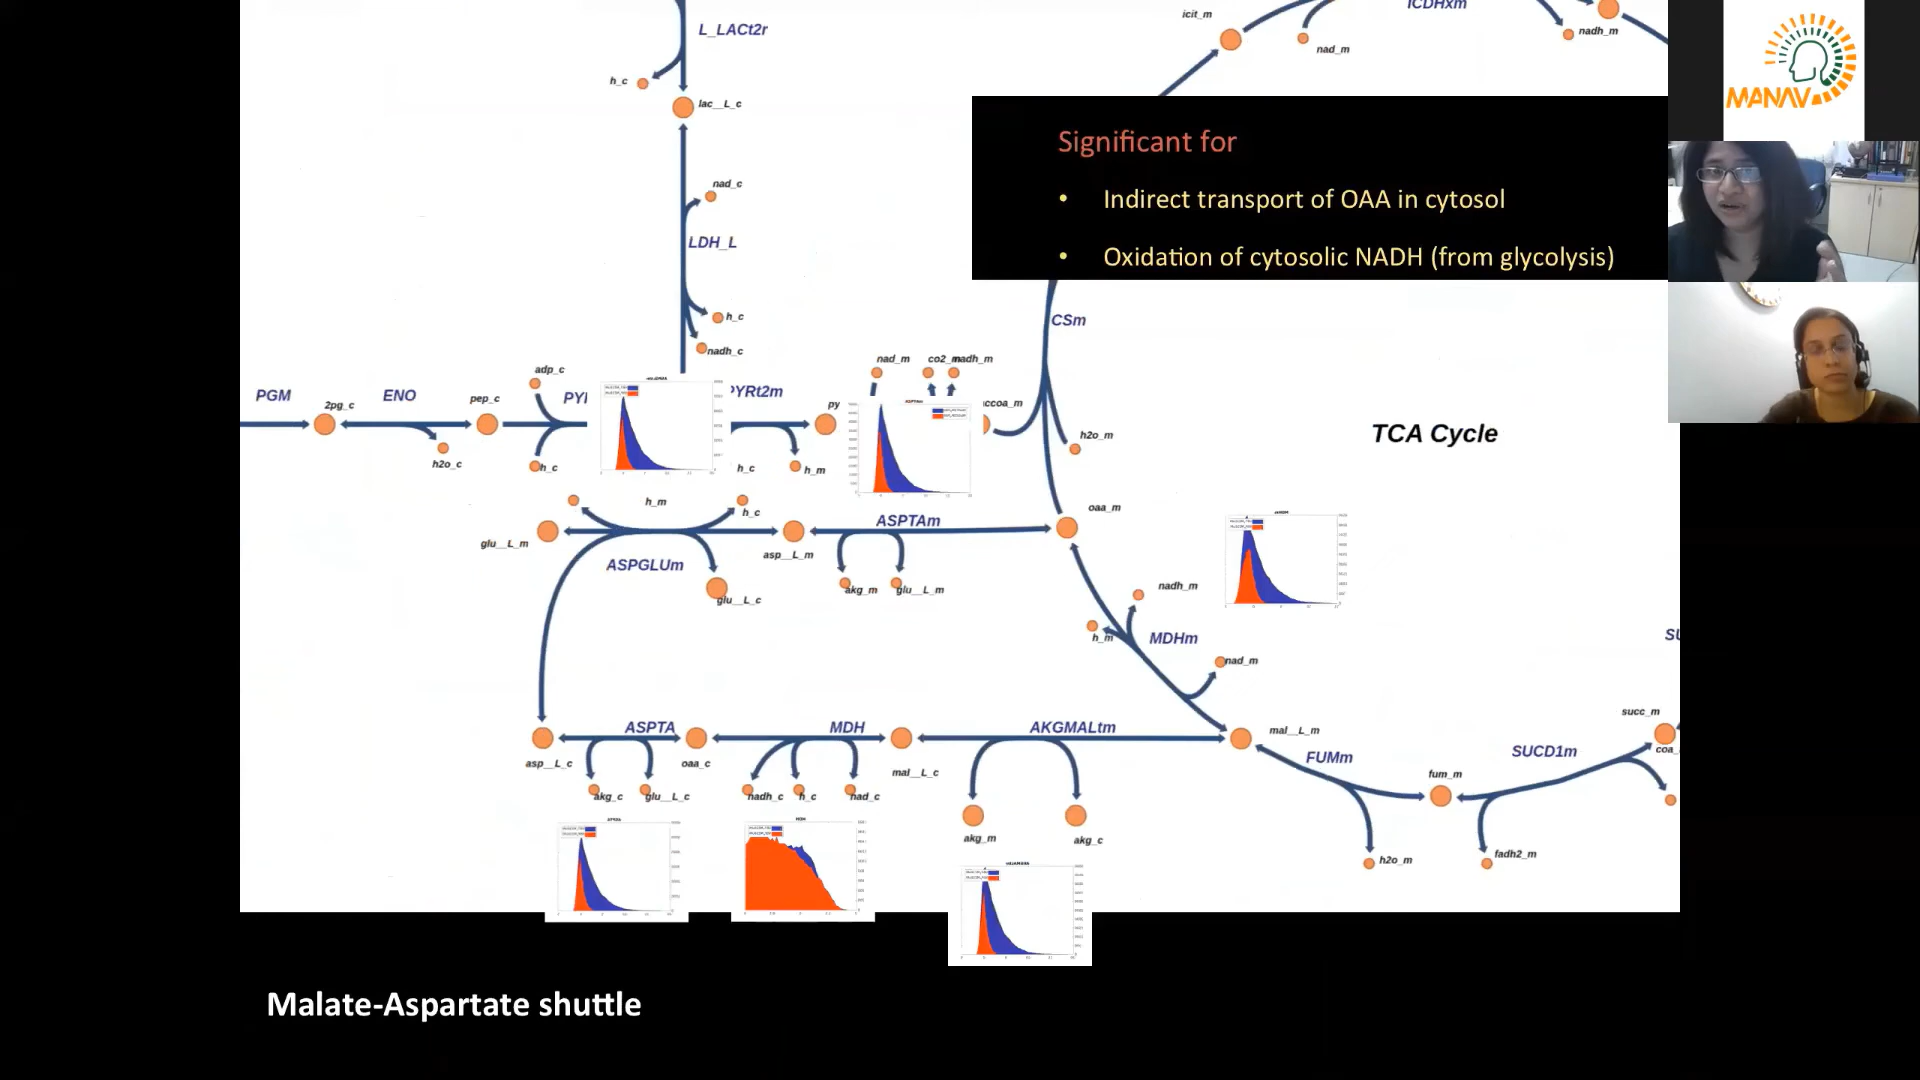 ICDHxm
icit_m
L_LACt2r
nadh_m
nad_m
h_c
MANAV
lac__L_c
Significant for
• Indirect transport of OAA in cytosol
• Oxidation of cytosolic NADH (from glycolysis)
nad_c
LDH_L
h_c
CSm
nadh_c
nad_m
co2_m
nadh_m
adp_c
PGM
ENO
PYRt2m
2pg_c
pep_c
PYI
py
accoa_m
TCA Cycle
h2o_m
h2o_c
h_c
h_c
h_m
h_m
h_c
oaa_m
ASPTAm
glu__L_m
asp__L_m
ASPGLUm
nadh_m
akg_m
glu__L_m
glu__L_c
h_m
MDHm
SU
nad_m
succ_m
ASPTA
MDH
AKGMALtm
mal__L_m
coa_
SUCD1m
FUMm
asp__L_c
oaa_c
mal__L_c
fum_m
akg_c
glu__L_c
nadh_c
h_c
nad_c
akg_m
akg_c
h2o_m
fadh2_m
Malate-Aspartate shuttle